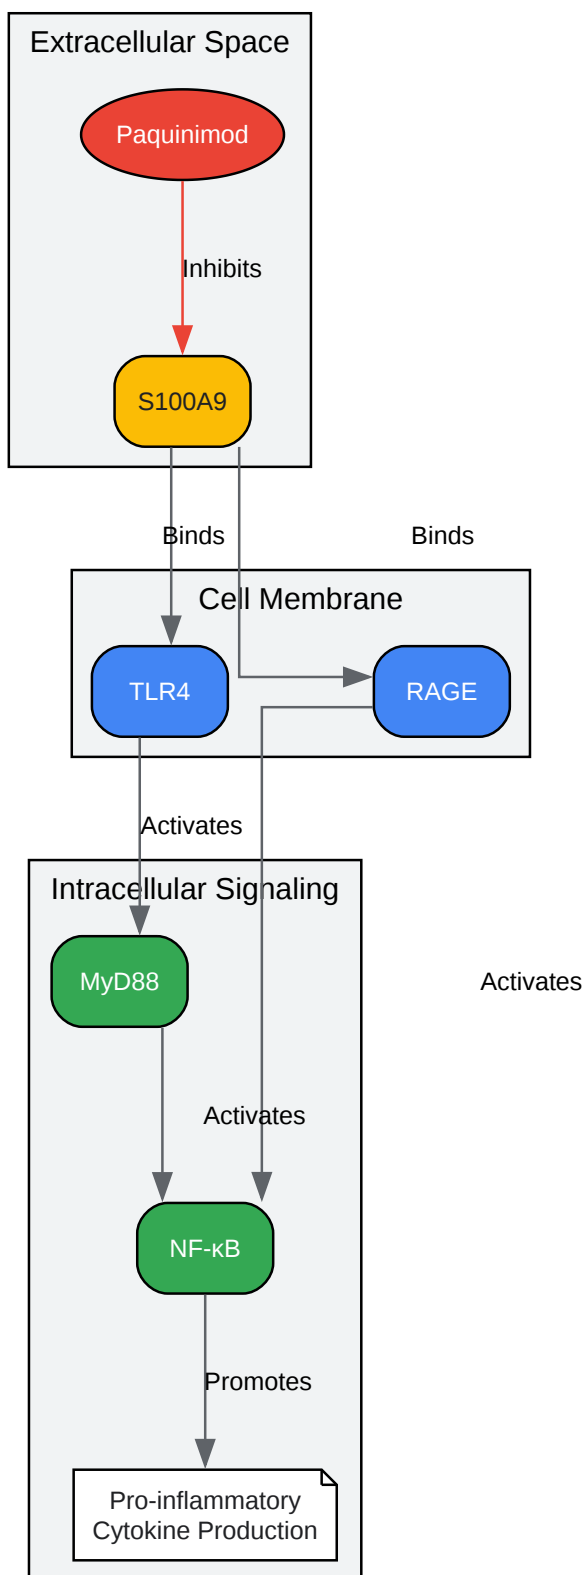 Extracellular Space
Paquinimod
Inhibits
S100A9
Binds
Binds
Cell Membrane
TLR4
RAGE
Activates
Intracellular Signaling
MyD88
Activates
Activates
NF-κB
Promotes
Pro-inflammatory
Cytokine Production